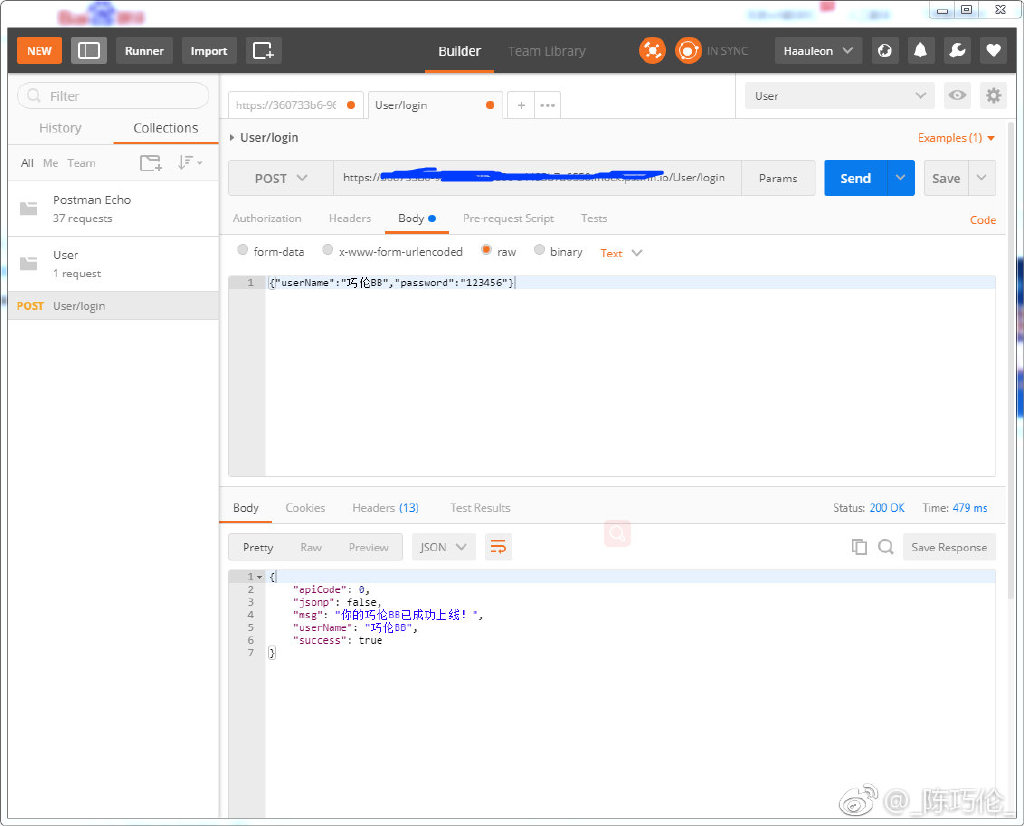 NEW Runner Import Builder Team Library IN SYNC Haauleon
Filter
History Collections
All Me Team
Postman Echo
37 requests
User
1 request
POST User/login
https://360733b6-9 User/login + ••• User
User/login Examples (1)
POST https:// .io/User/login Params Send Save
Authorization Headers Body Pre-request Script Tests Code
form-data x-www-form-urlencoded raw binary Text
1 {"userName":"巧伦BB","password":"123456"}
Body Cookies Headers (13) Test Results Status: 200 OK Time: 479 ms
Pretty Raw Preview JSON Save Response
1 {
2 "apiCode": 0,
3 "jsonp": false,
4 "msg": "你的巧伦BB已成功上线！",
5 "userName": "巧伦BB",
6 "success": true
7 }
@_陈巧伦_